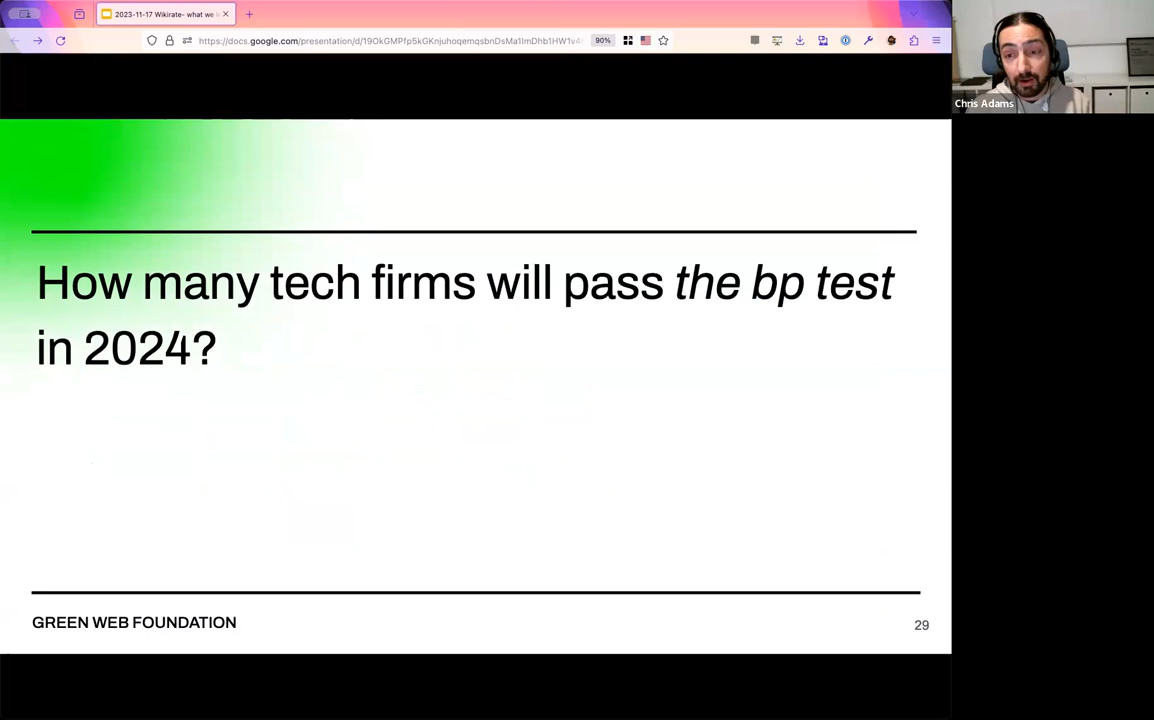 2023-11-17 Wikirate- what we l
https://docs.google.com/presentation/d/19OkGMPfp5kGKnjuhoqemqsbnDsMa1ImDhb1HW1v4
90%
Chris Adams
How many tech firms will pass the bp test
in 2024?
GREEN WEB FOUNDATION
29